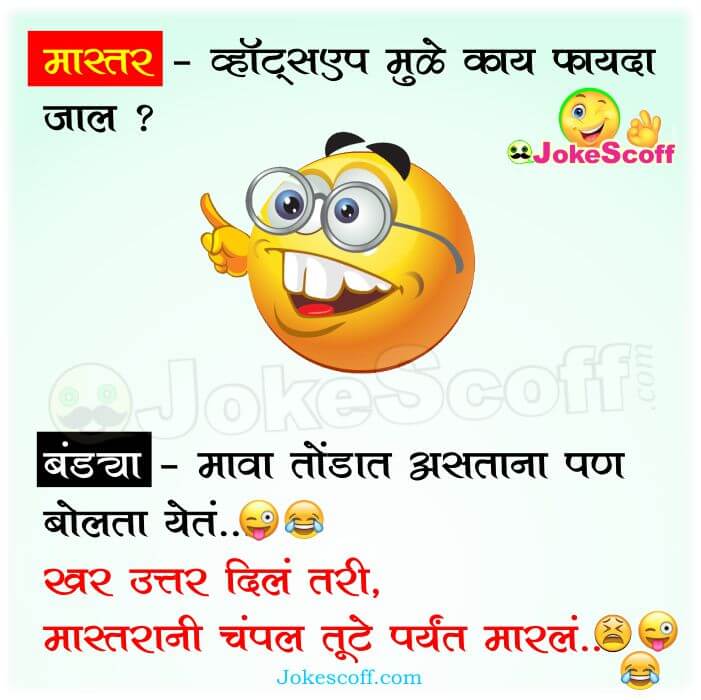 मास्तर - व्हॉट्सएप मुळे काय फायदा
जाल ?
JokeScoff
JokeScoff.com
बंड्या - मावा तोंडात असताना पण
बोलता येतं..
खर उत्तर दिलं तरी,
मास्तरानी चंपल तूटे पर्यंत मारलं..
Jokescoff.com